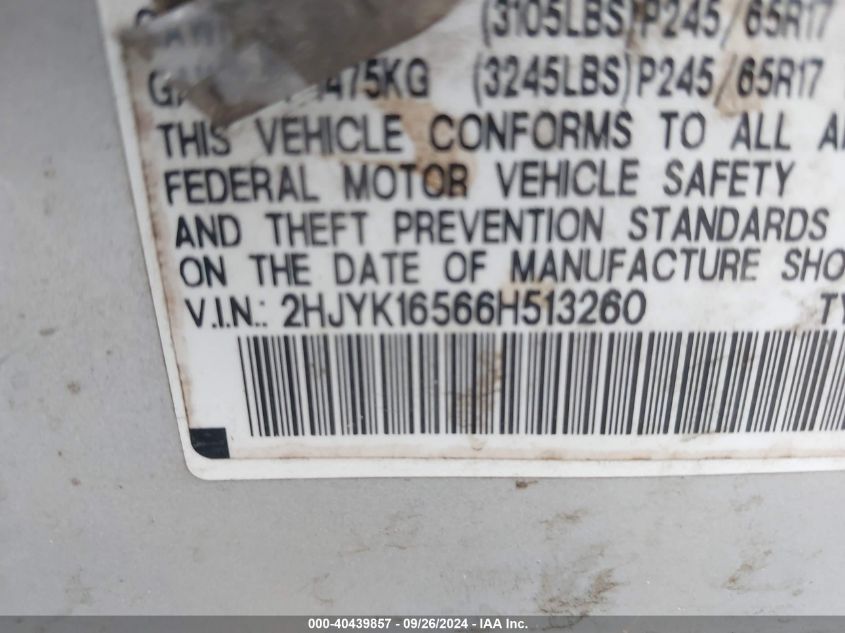 (3105LBS)P245/65R17
475KG (3245LBS)P245/65R17
THIS VEHICLE CONFORMS TO ALL
FEDERAL MOTOR VEHICLE SAFETY
AND THEFT PREVENTION STANDARDS
ON THE DATE OF MANUFACTURE SHO
V.I.N.: 2HJYK16566H513260 TY
000-40439857 - 09/26/2024 - IAA Inc.